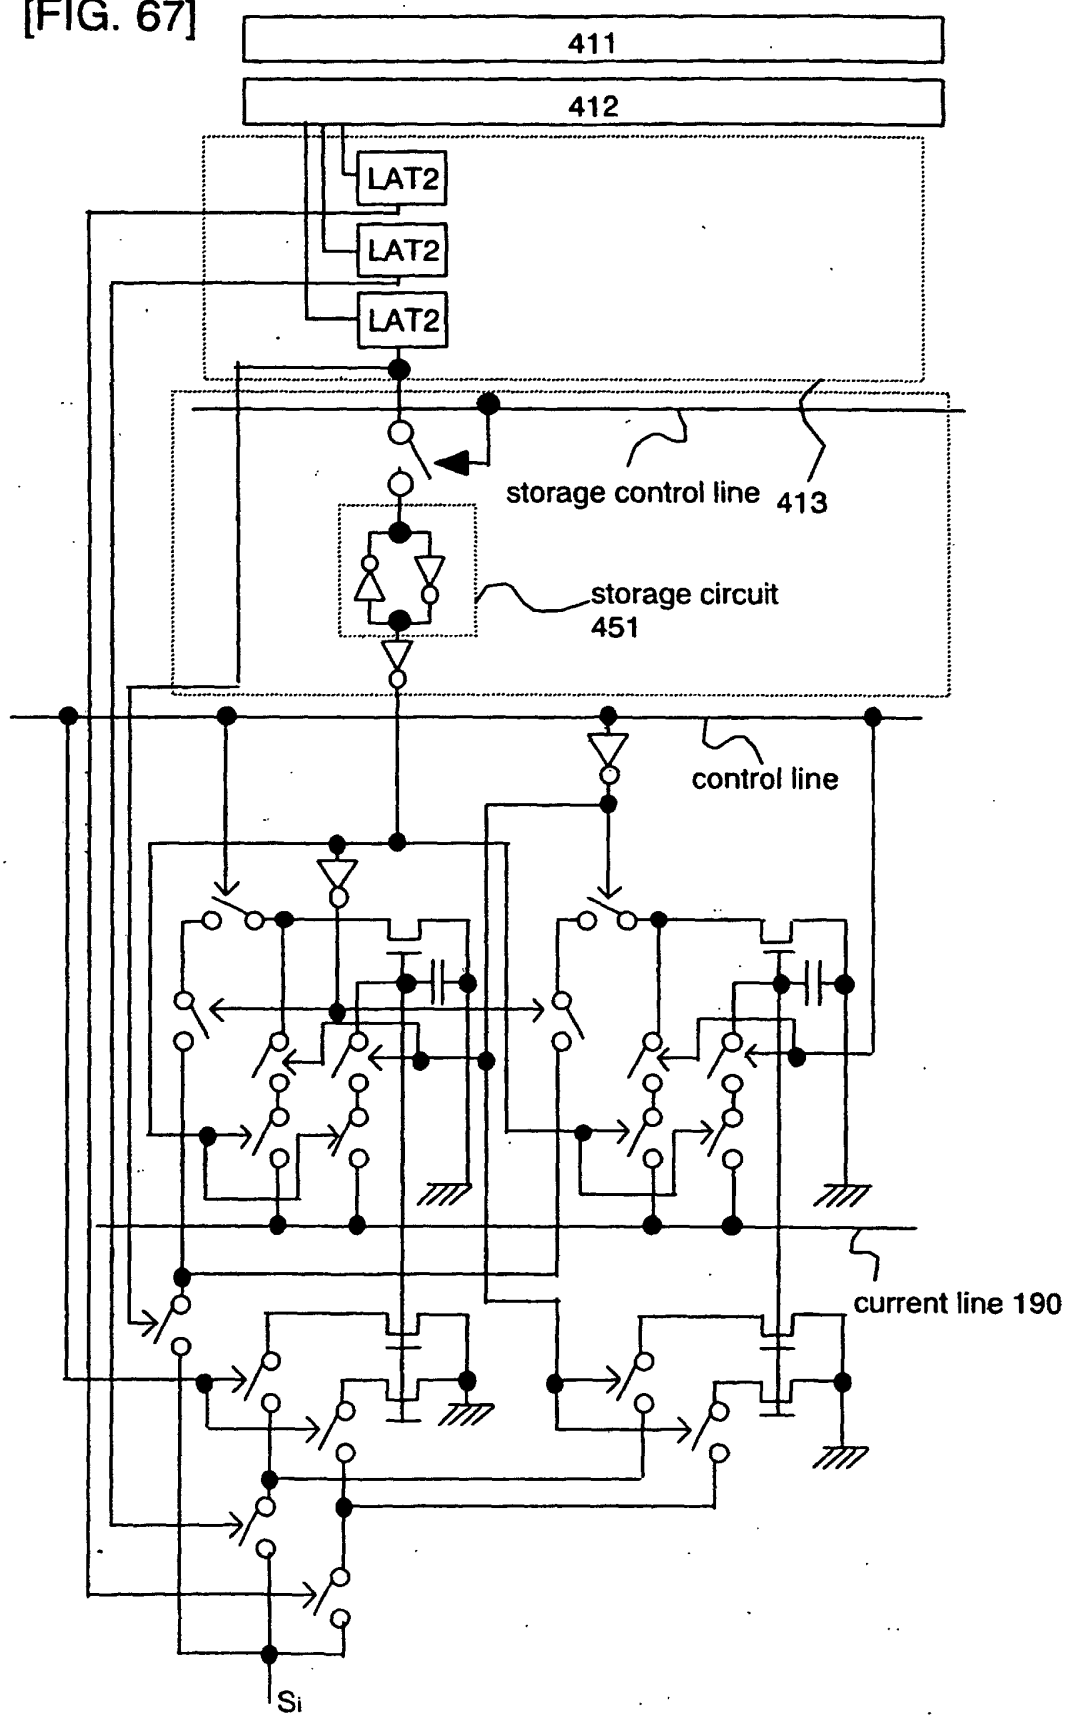 [FIG. 67]
411
412
LAT2
LAT2
LAT2
storage control line
413
storage circuit
451
control line
current line 190
Si